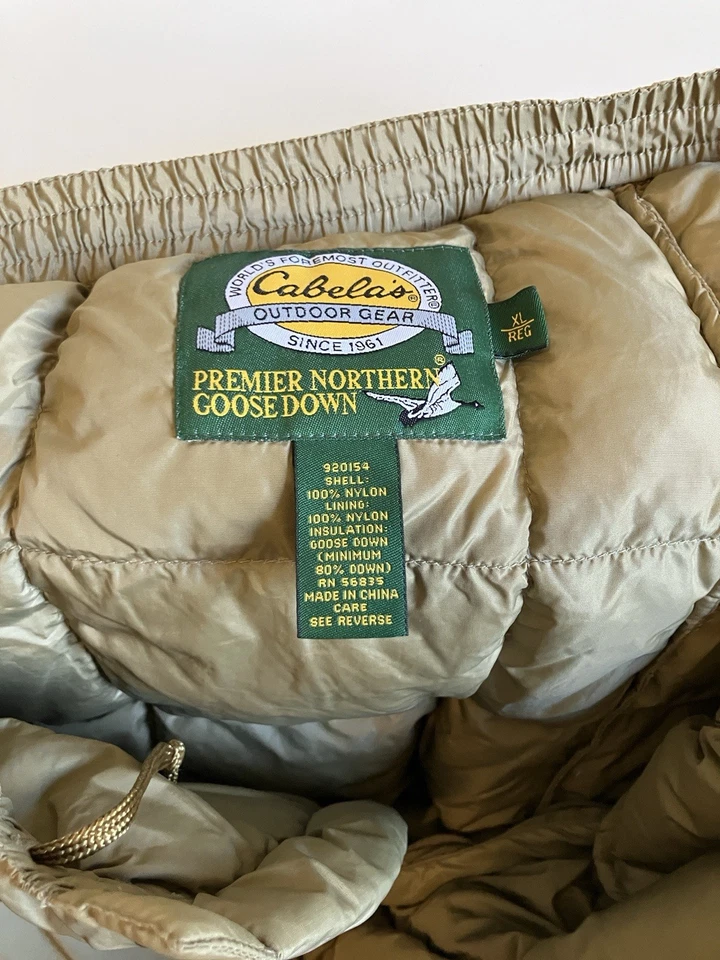 WORLD'S FOREMOST OUTFITTER®
Cabela's®
OUTDOOR GEAR
SINCE 1961
PREMIER NORTHERN®
GOOSE DOWN
XL
REG
920154
SHELL:
100% NYLON
LINING:
100% NYLON
INSULATION:
GOOSE DOWN
(MINIMUM
80% DOWN)
RN 56835
MADE IN CHINA
CARE
SEE REVERSE